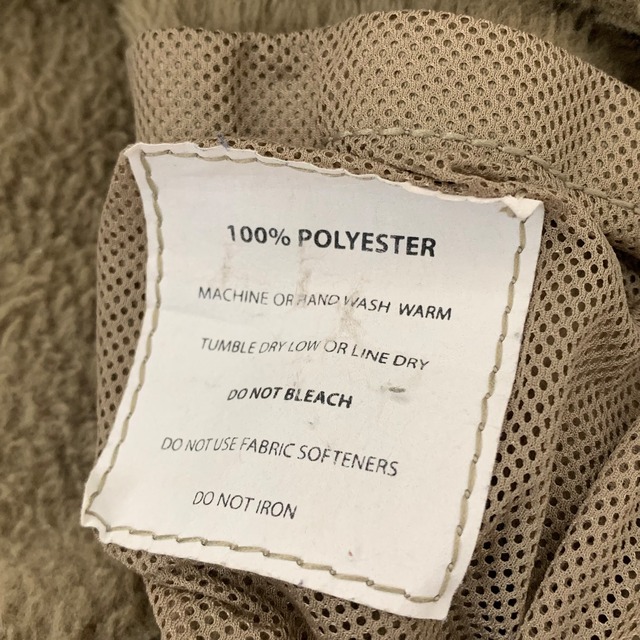 100% POLYESTER
MACHINE OR HAND WASH WARM
TUMBLE DRY LOW OR LINE DRY
DO NOT BLEACH
DO NOT USE FABRIC SOFTENERS
DO NOT IRON